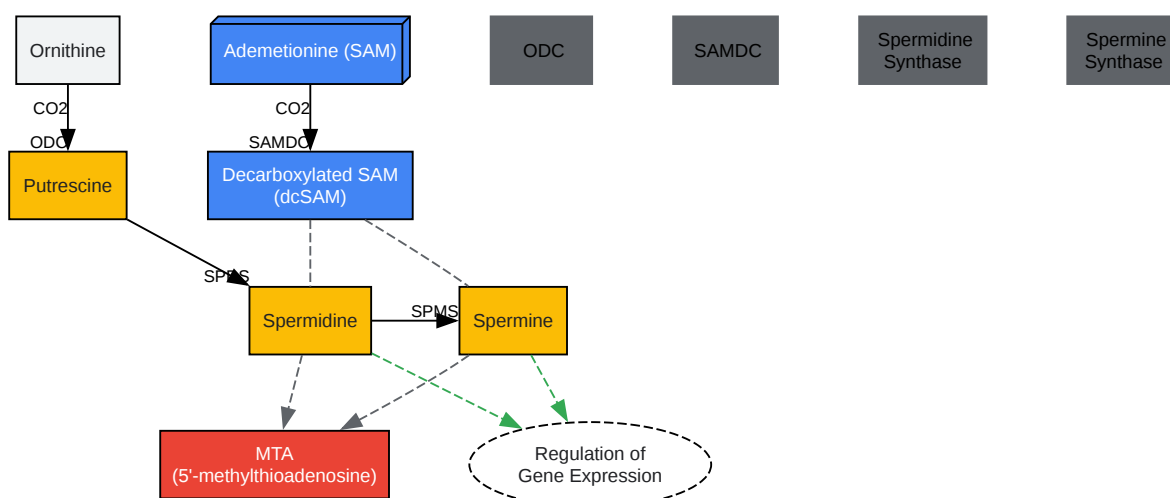 Ornithine
Ademetionine (SAM)
ODC
SAMDC
Spermidine
Synthase
Spermine
Synthase
CO2
CO2
ODC
SAMDC
Putrescine
Decarboxylated SAM
(dcSAM)
SPDS
SPMS
Spermidine
Spermine
MTA
(5'-methylthioadenosine)
Regulation of
Gene Expression